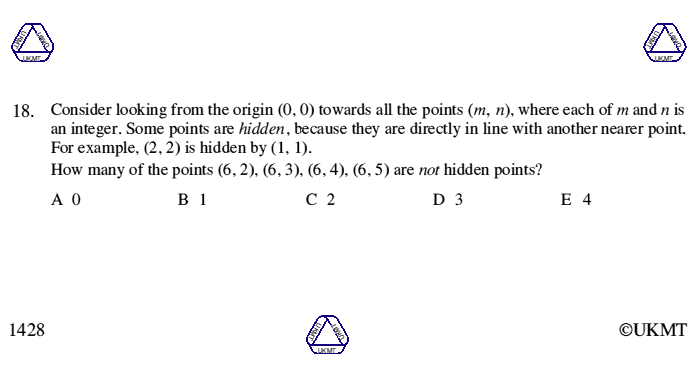 UKMT
UKMT
18. Consider looking from the origin (0, 0) towards all the points (m, n), where each of m and n is
an integer. Some points are hidden, because they are directly in line with another nearer point.
For example, (2, 2) is hidden by (1, 1).
How many of the points (6, 2), (6, 3), (6, 4), (6, 5) are not hidden points?
A 0 B 1 C 2 D 3 E 4
1428 UKMT ©UKMT